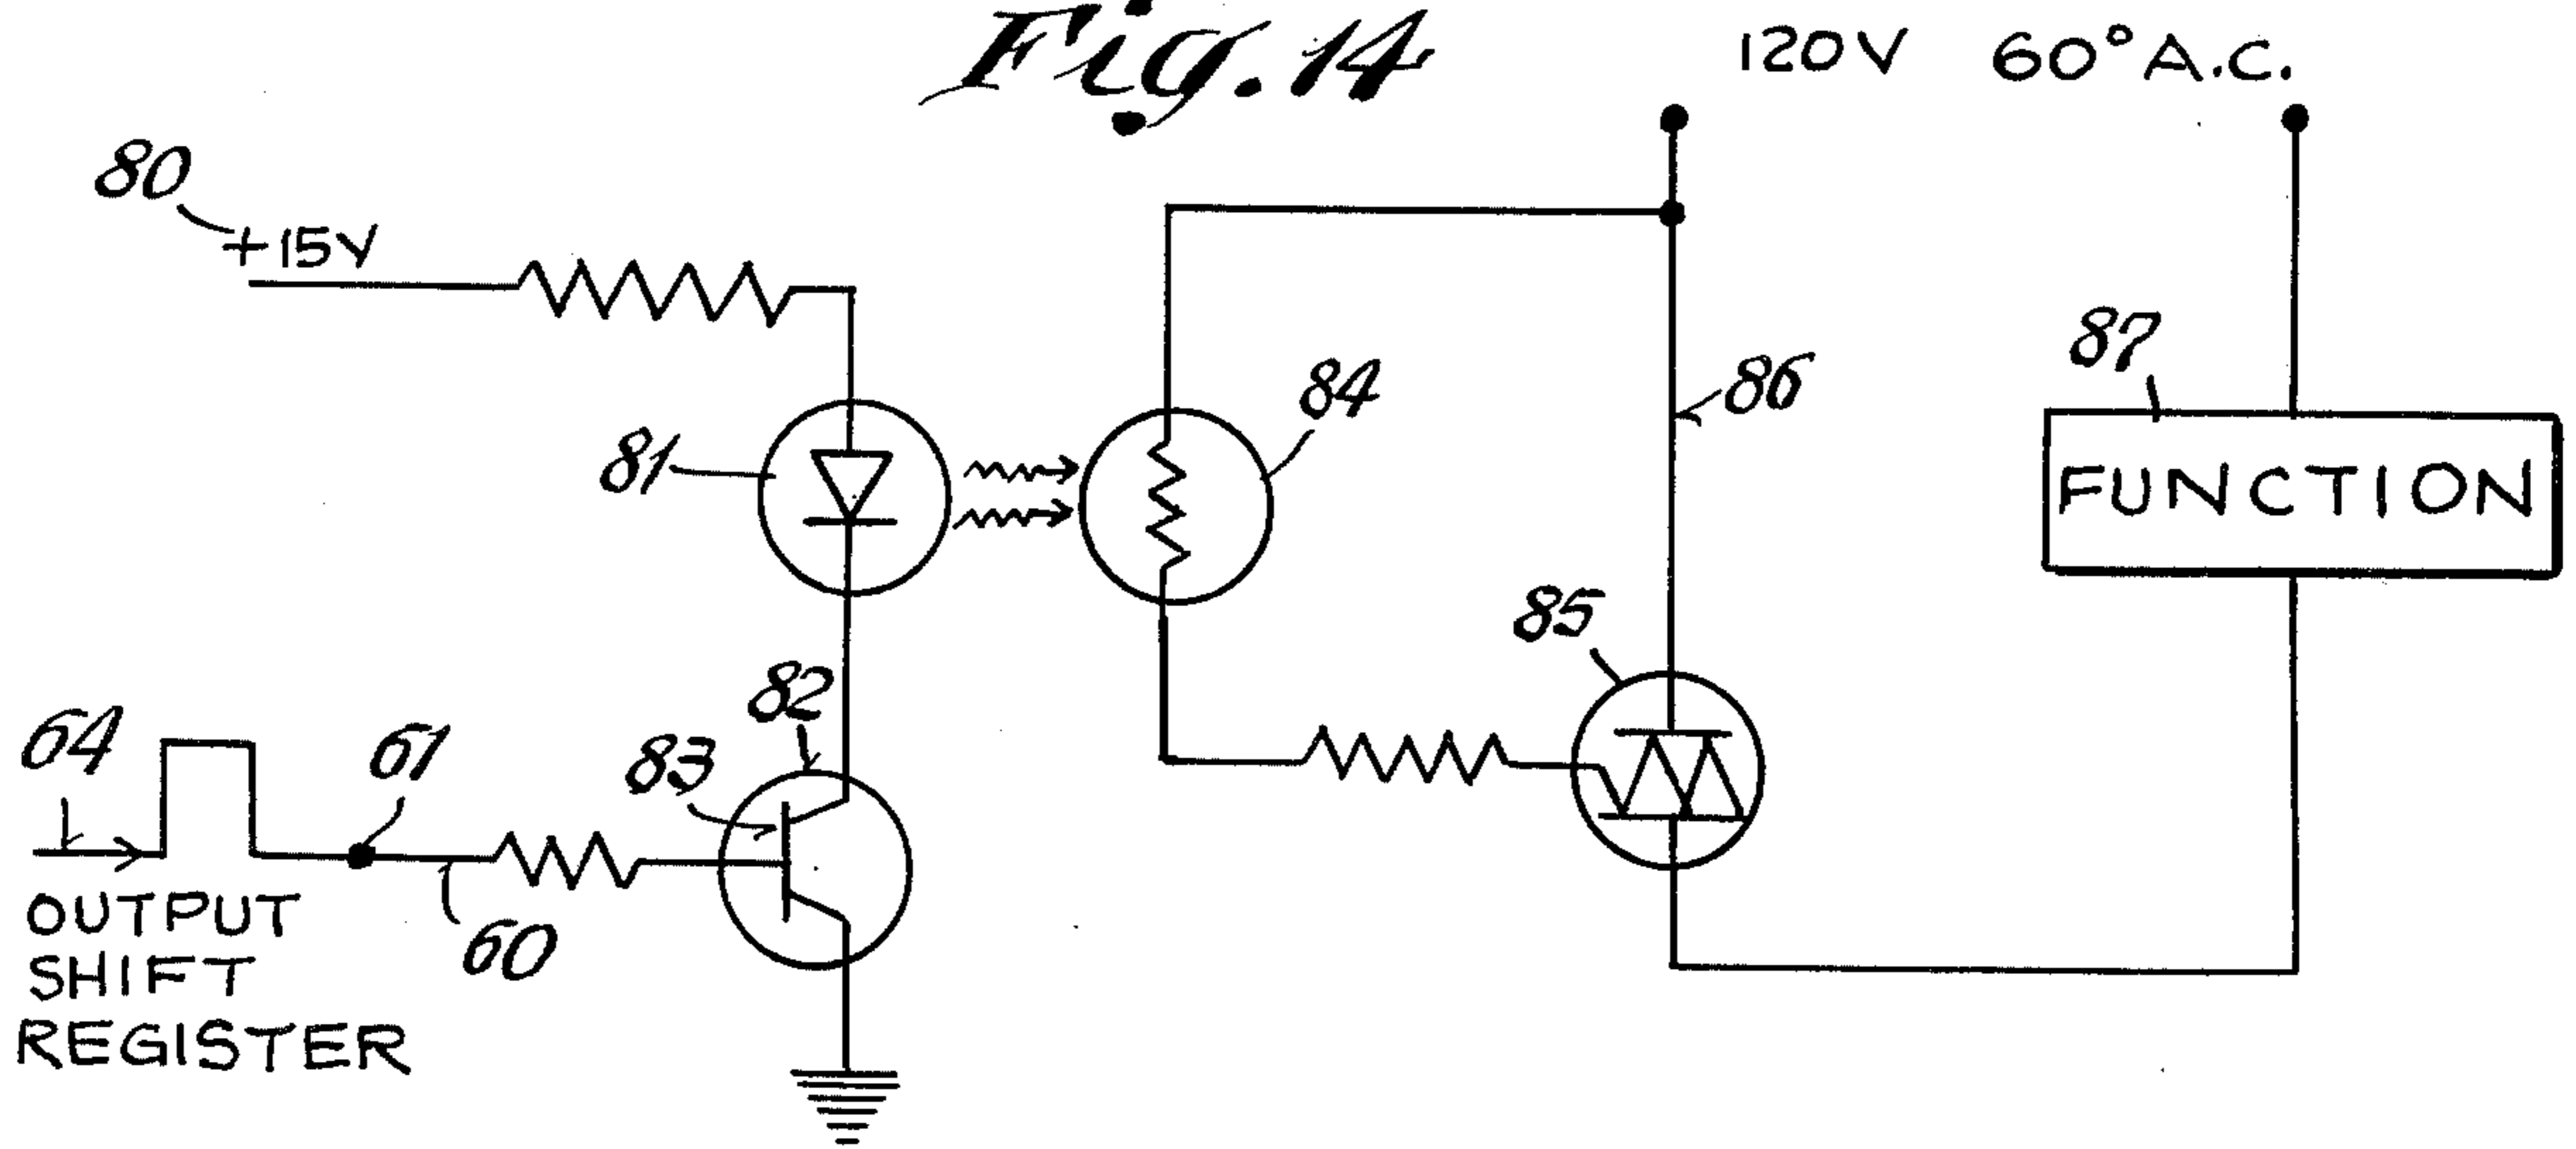 Fig. 14
120V 60° A.C.
80
+15V
87
84
86
81
FUNCTION
85
82
64
61
83
60
OUTPUT
SHIFT
REGISTER